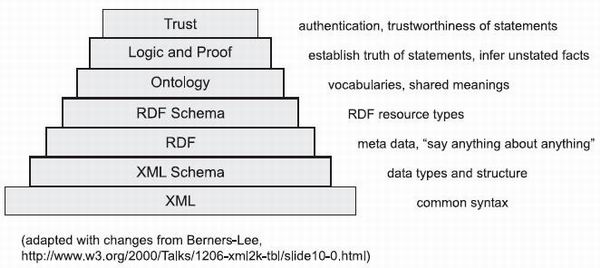 Trust authentication, trustworthiness of statements
Logic and Proof establish truth of statements, infer unstated facts
Ontology vocabularies, shared meanings
RDF Schema RDF resource types
RDF meta data, “say anything about anything”
XML Schema data types and structure
XML common syntax
(adapted with changes from Berners-Lee,
http://www.w3.org/2000/Talks/1206-xml2k-tbl/slide10-0.html)